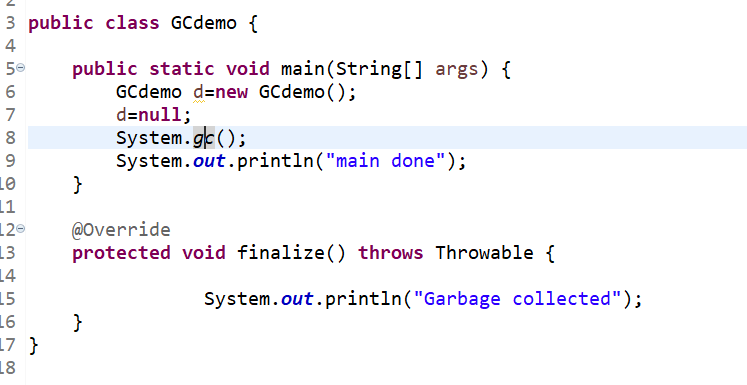 2
3 public class GCdemo {
4
5 public static void main(String[] args) {
6 GCdemo d=new GCdemo();
7 d=null;
8 System.gc();
9 System.out.println("main done");
10 }
11
12 @Override
13 protected void finalize() throws Throwable {
14
15 System.out.println("Garbage collected");
16 }
17 }
18